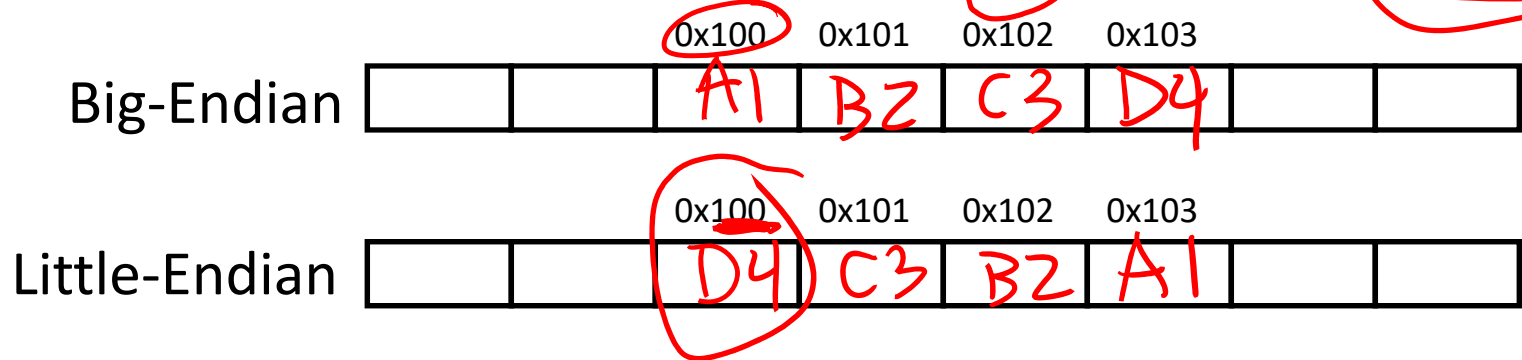 0x100 0x101 0x102 0x103
Big-Endian A1 B2 C3 D4
0x100 0x101 0x102 0x103
Little-Endian D4 C3 B2 A1